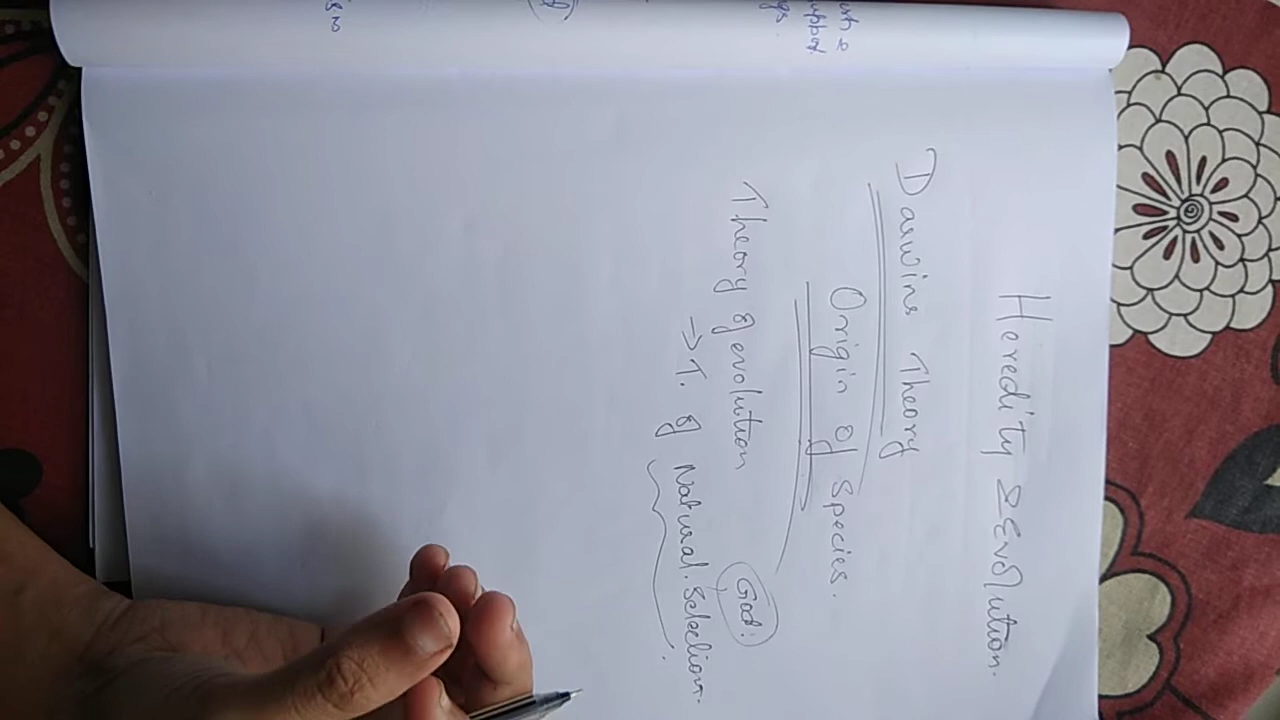 Heredity & Evolution.
Darwins Theory
Origin of Species.
Theory of evolution
God:
→ T. of Natural. Selection.